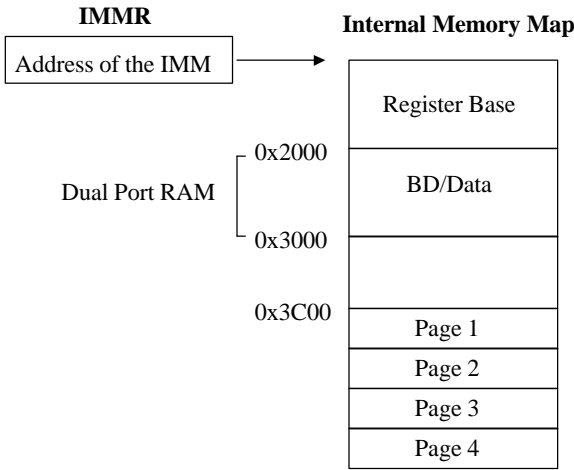 IMMR
Internal Memory Map
Address of the IMM
Register Base
0x2000
Dual Port RAM
BD/Data
0x3000
0x3C00
Page 1
Page 2
Page 3
Page 4